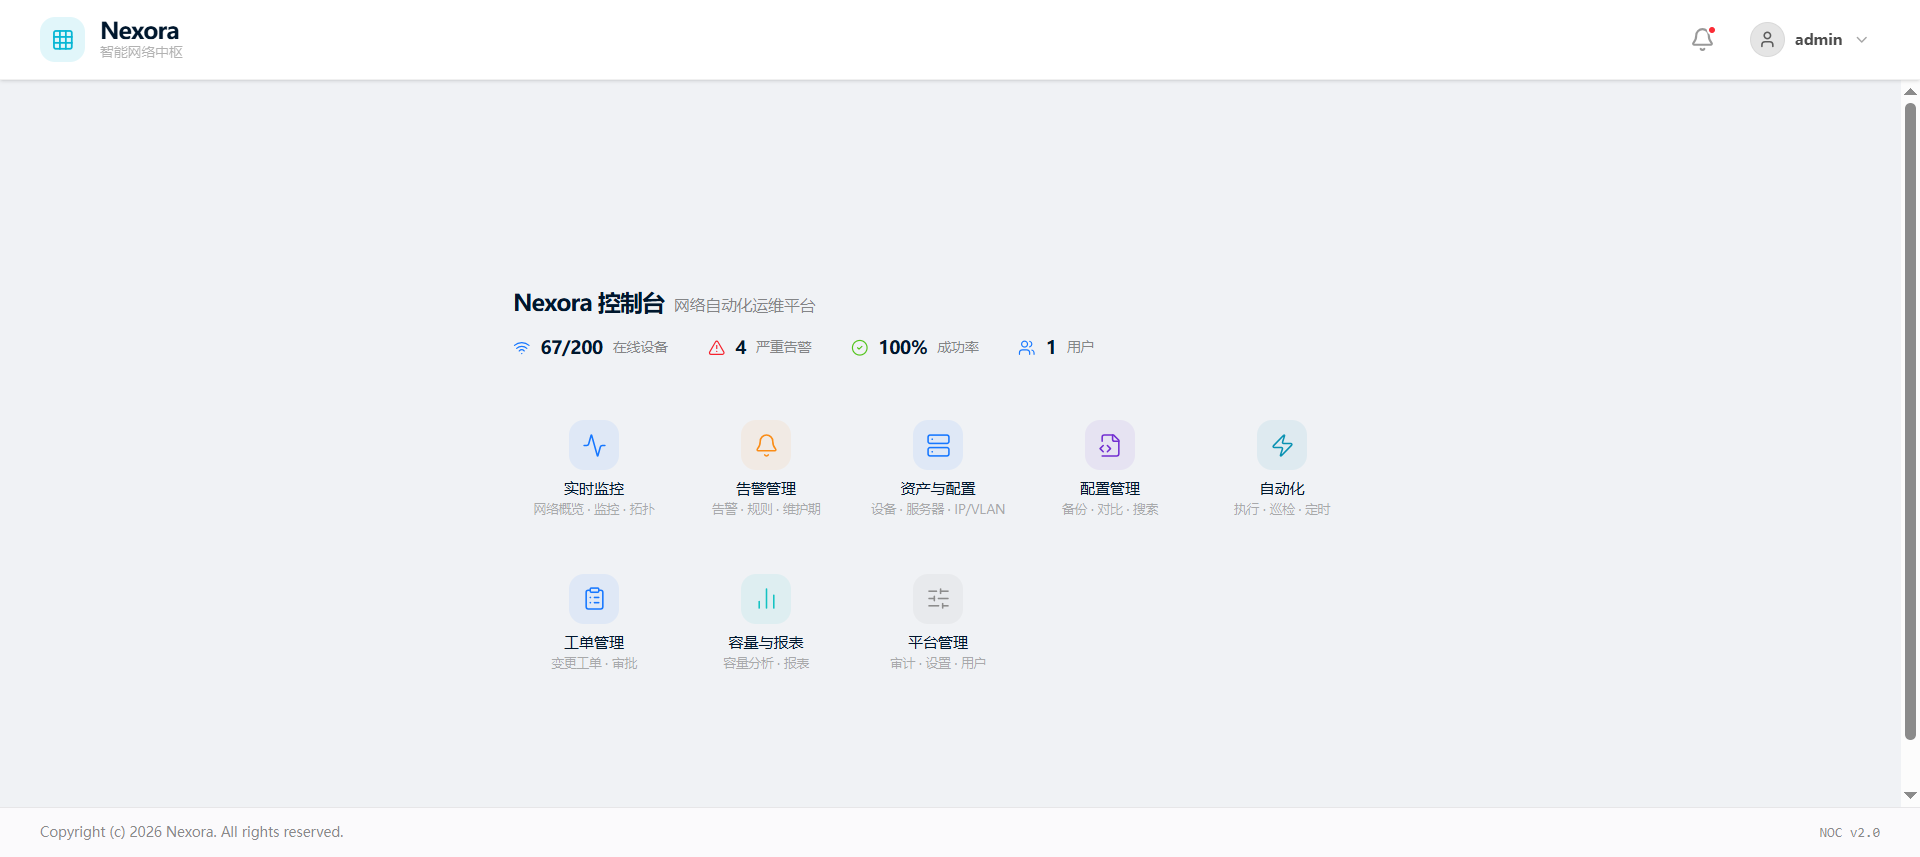 Nexora
智能网络中枢
admin
Nexora 控制台 网络自动化运维平台
67/200 在线设备 4 严重告警 100% 成功率 1 用户
实时监控 告警管理 资产与配置 配置管理 自动化
网络概览 · 监控 · 拓扑 告警 · 规则 · 维护期 设备 · 服务器 · IP/VLAN 备份 · 对比 · 搜索 执行 · 巡检 · 定时
工单管理 容量与报表 平台管理
变更工单 · 审批 容量分析 · 报表 审计 · 设置 · 用户
Copyright (c) 2026 Nexora. All rights reserved. NOC v2.0